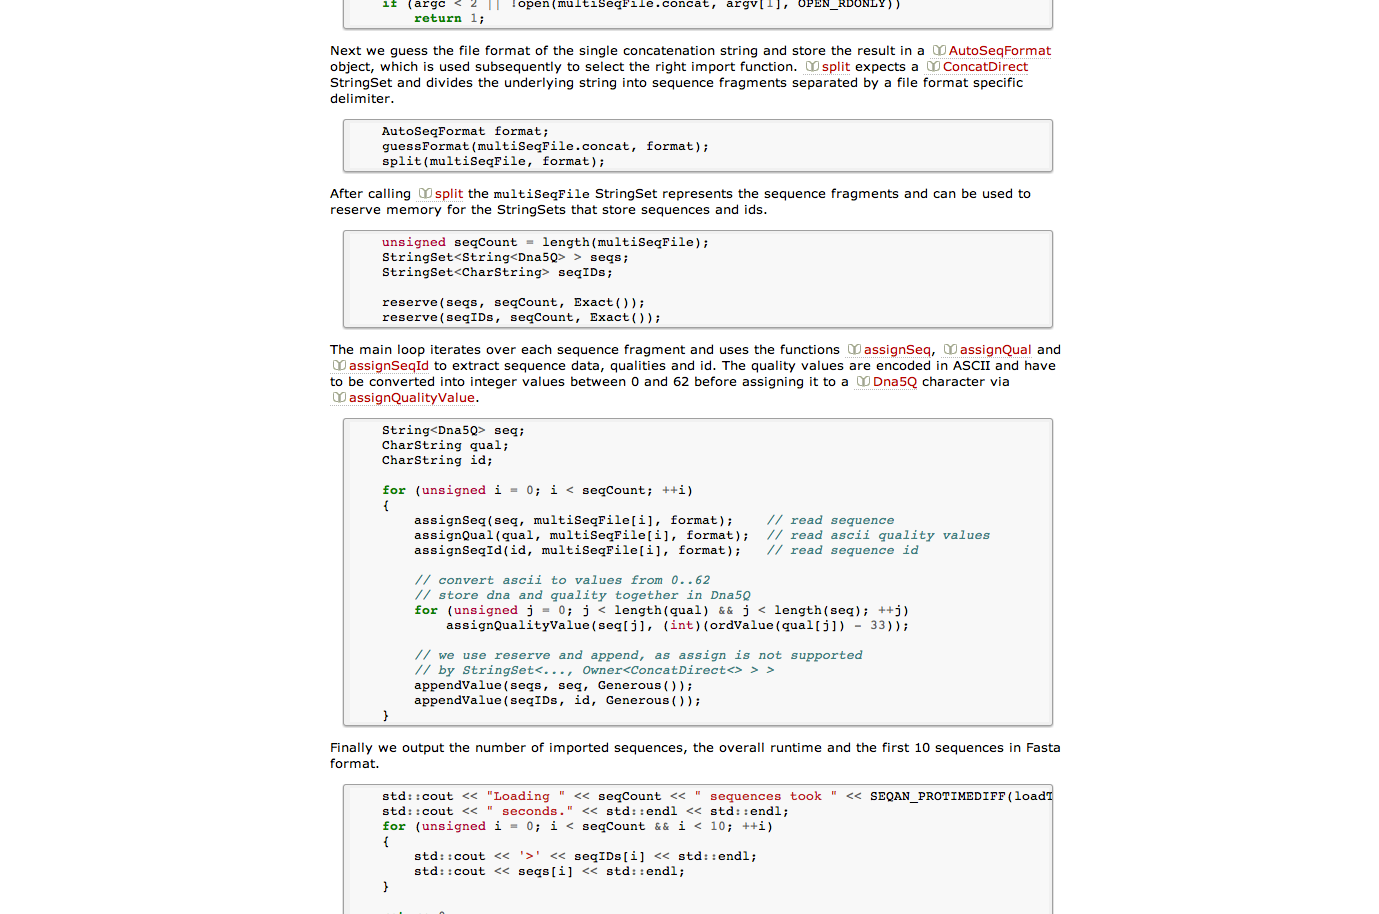 if (argc < 2 || !open(multiSeqFile.concat, argv[1], OPEN_RDONLY))
return 1;
Next we guess the file format of the single concatenation string and store the result in a AutoSeqFormat
object, which is used subsequently to select the right import function. split expects a ConcatDirect
StringSet and divides the underlying string into sequence fragments separated by a file format specific
delimiter.
AutoSeqFormat format;
guessFormat(multiSeqFile.concat, format);
split(multiSeqFile, format);
After calling split the multiSeqFile StringSet represents the sequence fragments and can be used to
reserve memory for the StringSets that store sequences and ids.
unsigned seqCount = length(multiSeqFile);
StringSet<String<Dna5Q> > seqs;
StringSet<CharString> seqIDs;
reserve(seqs, seqCount, Exact());
reserve(seqIDs, seqCount, Exact());
The main loop iterates over each sequence fragment and uses the functions assignSeq, assignQual and
assignSeqId to extract sequence data, qualities and id. The quality values are encoded in ASCII and have
to be converted into integer values between 0 and 62 before assigning it to a Dna5Q character via
assignQualityValue.
String<Dna5Q> seq;
CharString qual;
CharString id;
for (unsigned i = 0; i < seqCount; ++i)
{
assignSeq(seq, multiSeqFile[i], format); // read sequence
assignQual(qual, multiSeqFile[i], format); // read ascii quality values
assignSeqId(id, multiSeqFile[i], format); // read sequence id
// convert ascii to values from 0..62
// store dna and quality together in Dna5Q
for (unsigned j = 0; j < length(qual) && j < length(seq); ++j)
assignQualityValue(seq[j], (int)(ordValue(qual[j]) - 33));
// we use reserve and append, as assign is not supported
// by StringSet<..., Owner<ConcatDirect<> > >
appendValue(seqs, seq, Generous());
appendValue(seqIDs, id, Generous());
}
Finally we output the number of imported sequences, the overall runtime and the first 10 sequences in Fasta
format.
std::cout << "Loading " << seqCount << " sequences took " << SEQAN_PROTIMEDIFF(loadT
std::cout << " seconds." << std::endl << std::endl;
for (unsigned i = 0; i < seqCount && i < 10; ++i)
{
std::cout << '>' << seqIDs[i] << std::endl;
std::cout << seqs[i] << std::endl;
}